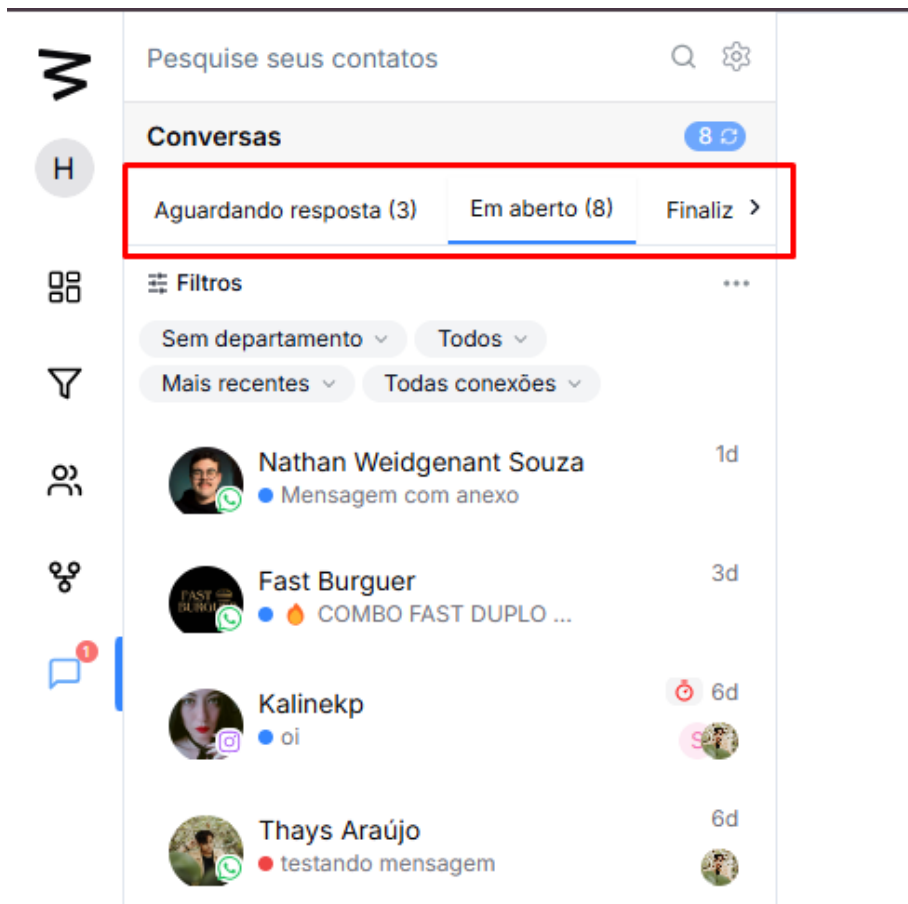 Pesquise seus contatos
Conversas 8
H
Aguardando resposta (3) Em aberto (8) Finaliz
Filtros
Sem departamento Todos
Mais recentes Todas conexões
Nathan Weidgenant Souza 1d
Mensagem com anexo
Fast Burguer 3d
FAST
COMBO FAST DUPLO ...
1
Kalinekp 6d
oi S
Thays Araújo 6d
testando mensagem